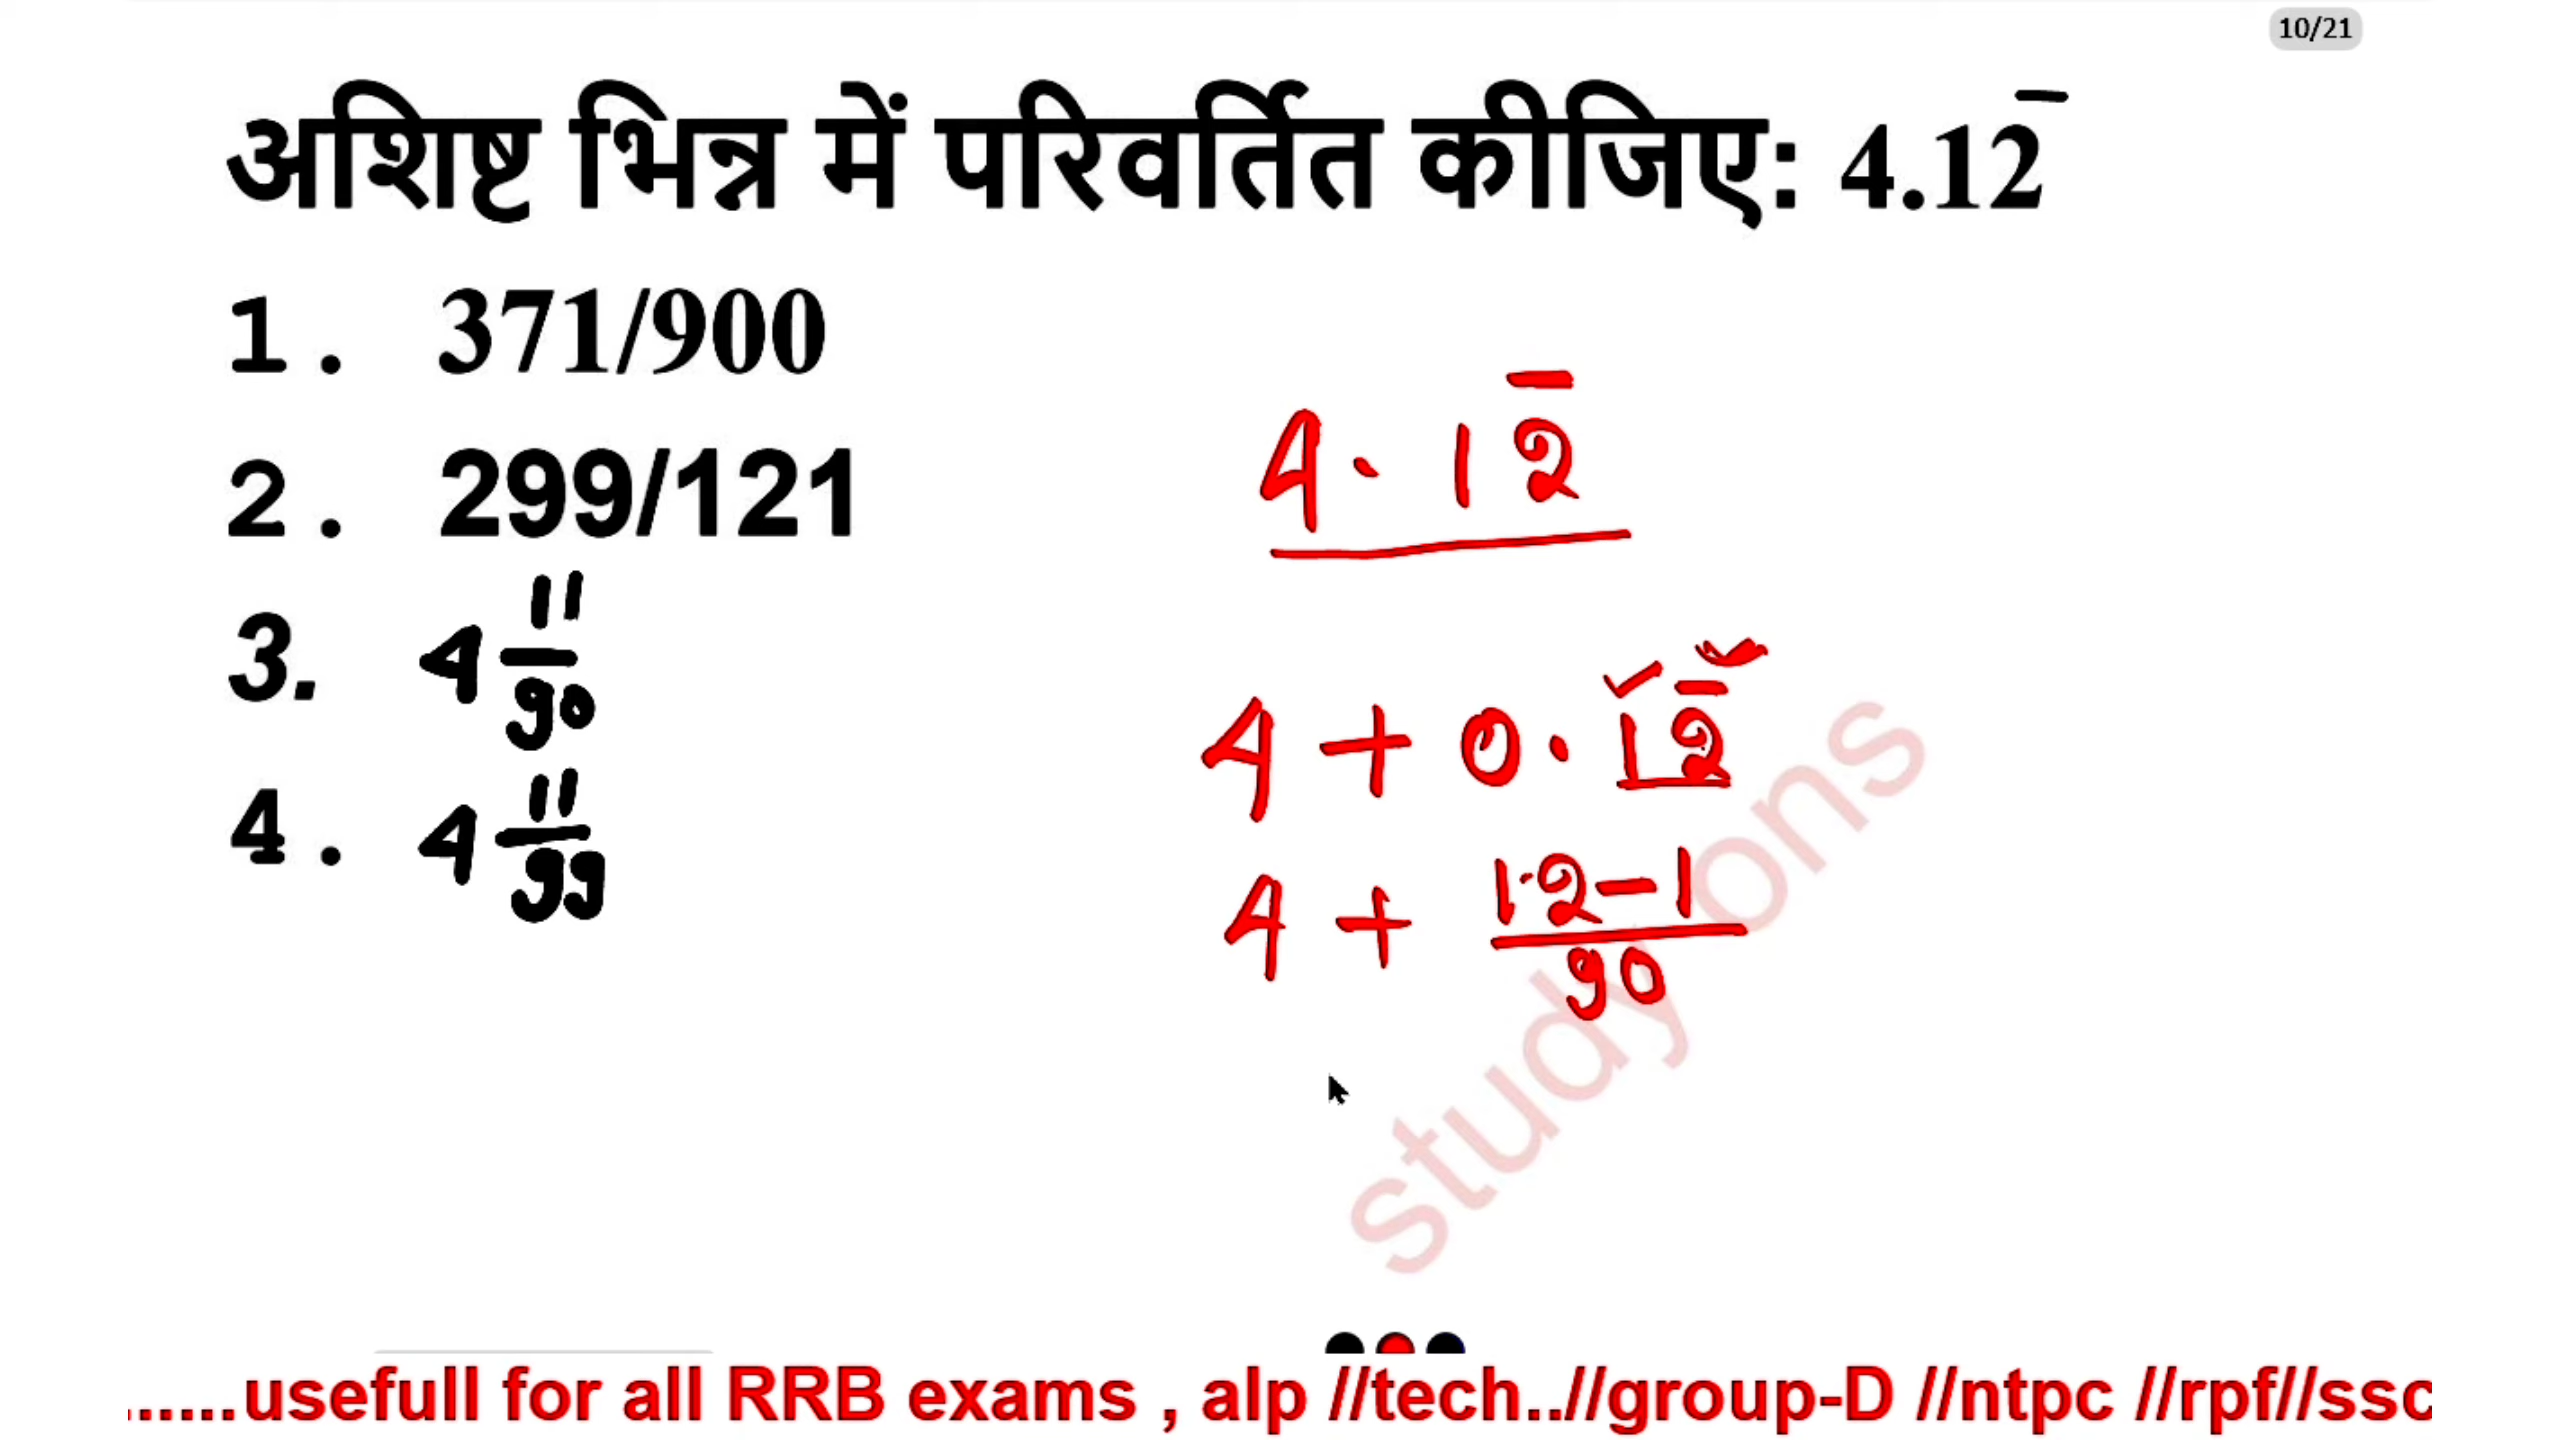 10/21
अशिष्ट भिन्न में परिवर्तित कीजिए: 4.12̅
1. 371/900
2. 299/121
3. 4 11/90
4. 4 11/99
4.12̅
4 + 0.12̅
4 + 12-1/90
study ons
......usefull for all RRB exams , alp //tech..//group-D //ntpc //rpf//ssc